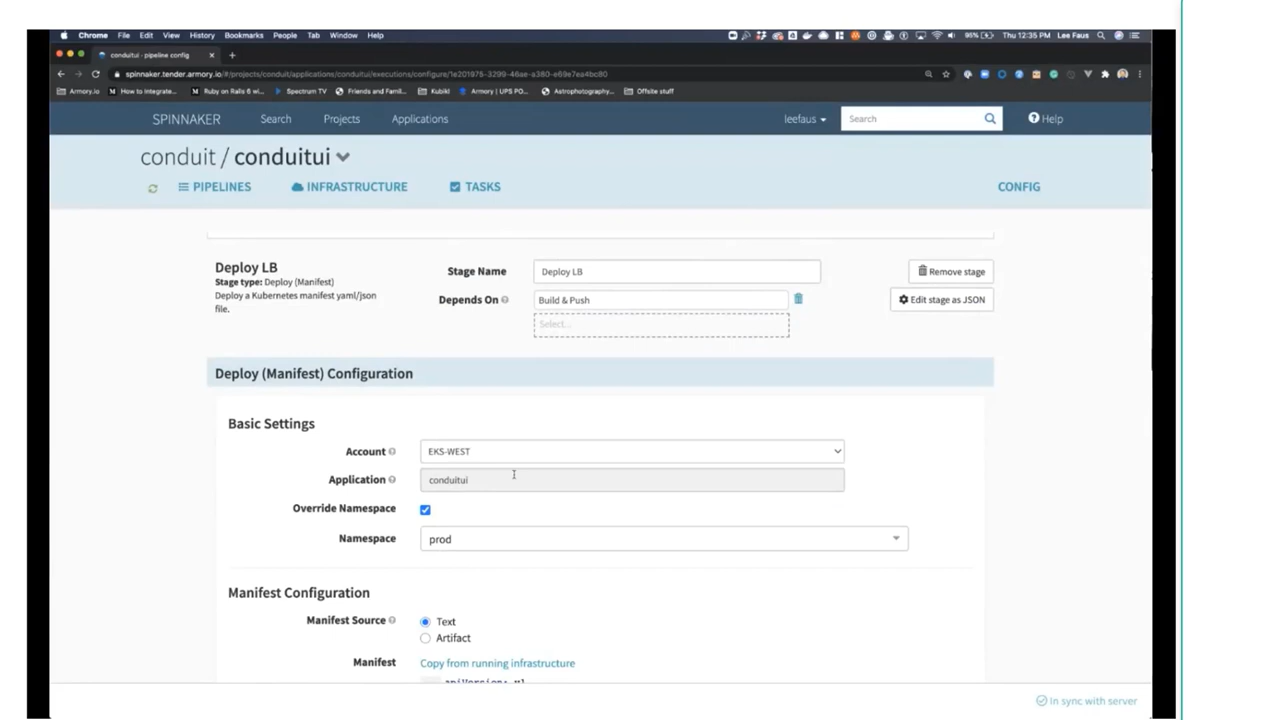 Chrome File Edit View History Bookmarks People Tab Window Help
96% Thu 12:35 PM Lee Faus
conduitui - pipeline config
spinnaker.tender.armory.io/#/projects/conduit/applications/conduitui/executions/configure/1e201975-3299-46ae-a380-e69e7ea4bc80
Armory.io How to Integrate... Ruby on Rails 6 wi... Spectrum TV Friends and Famil... Kubikl Armory | UPS PO... Astrophotography... Offsite stuff
SPINNAKER Search Projects Applications leefaus Search Help
conduit / conduitui
PIPELINES INFRASTRUCTURE TASKS CONFIG
Deploy LB
Stage type: Deploy (Manifest)
Deploy a Kubernetes manifest yaml/json
file.
Stage Name Deploy LB
Depends On Build & Push
Select...
Remove stage
Edit stage as JSON
Deploy (Manifest) Configuration
Basic Settings
Account EKS-WEST
Application conduitui
Override Namespace
Namespace prod
Manifest Configuration
Manifest Source Text
Artifact
Manifest Copy from running infrastructure
apiVersion: v1
In sync with server